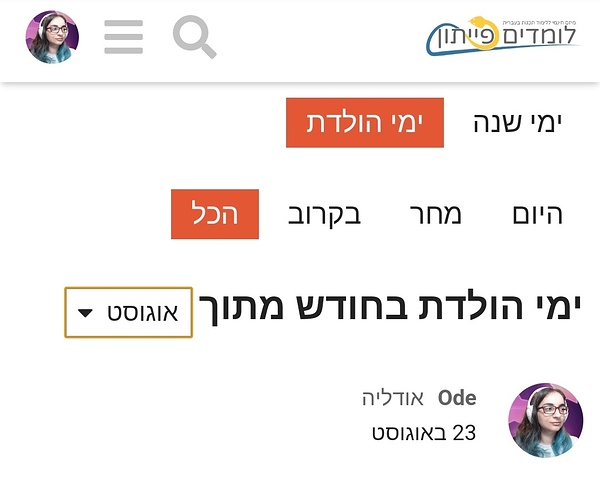 מיזם חינמי ללימוד תכנות בעברית
לומדים פייתון
ימי שנה ימי הולדת
היום מחר בקרוב הכל
ימי הולדת בחודש מתוך אוגוסט
Ode אודליה
23 באוגוסט